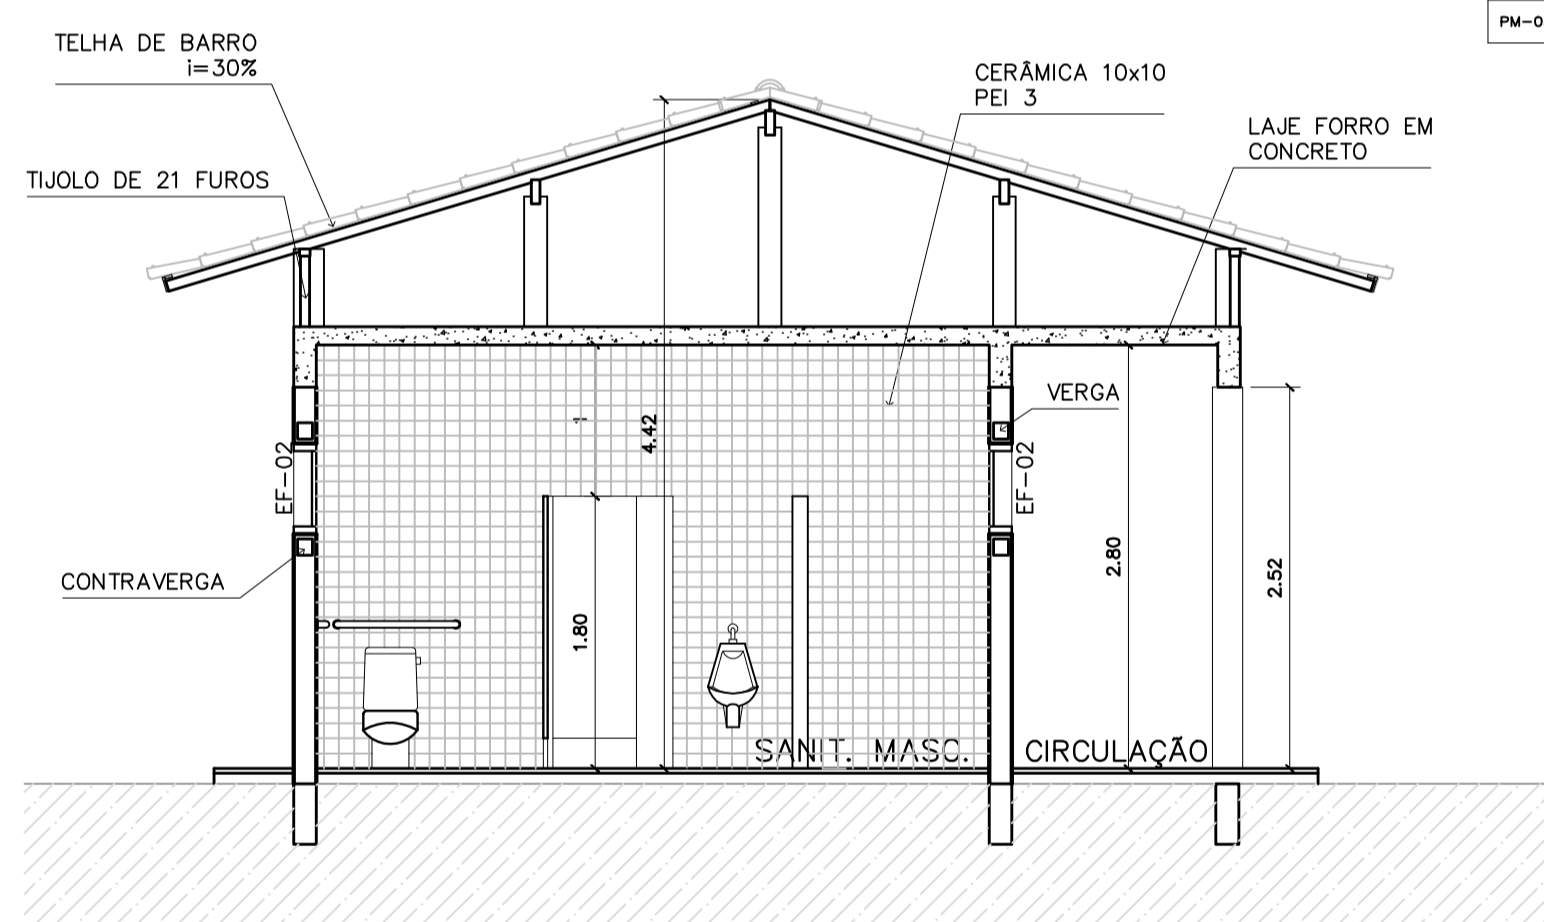 PM-0
TELHA DE BARRO
i=30%
CERÂMICA 10x10
PEI 3
LAJE FORRO EM
CONCRETO
TIJOLO DE 21 FUROS
VERGA
4.42
EF-02
EF-02
2.80
2.52
CONTRAVERGA
1.80
SANIT. MASC.
CIRCULAÇÃO